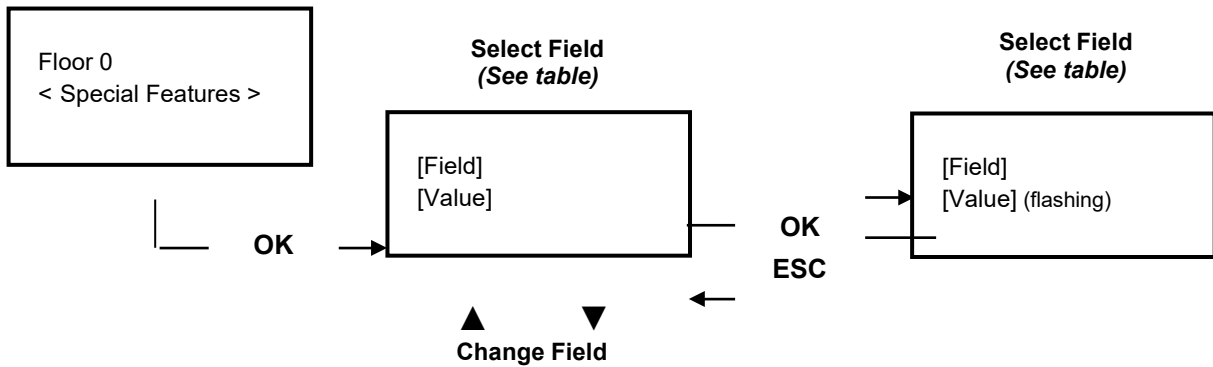 Floor 0
< Special Features >
OK
Select Field
(See table)
[Field]
[Value]
▲ ▼
Change Field
OK
ESC
Select Field
(See table)
[Field]
[Value] (flashing)